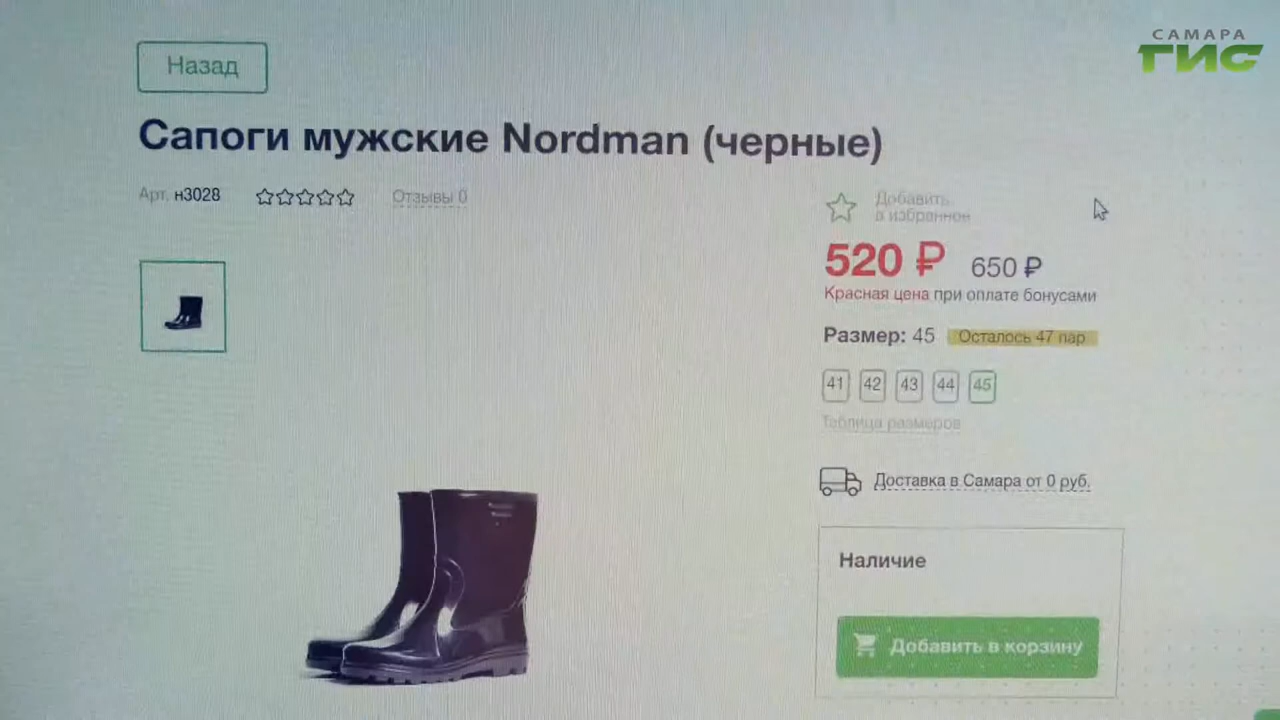 САМАРА
ГИС
Назад
Сапоги мужские Nordman (черные)
Арт. н3028
Отзывы 0
Добавить
в избранное
520 ₽ 650 ₽
Красная цена при оплате бонусами
Размер: 45 Осталось 47 пар
41 42 43 44 45
Таблица размеров
Доставка в Самара от 0 руб.
Наличие
Добавить в корзину